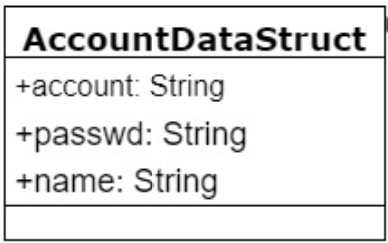 AccountDataStruct
+account: String
+passwd: String
+name: String